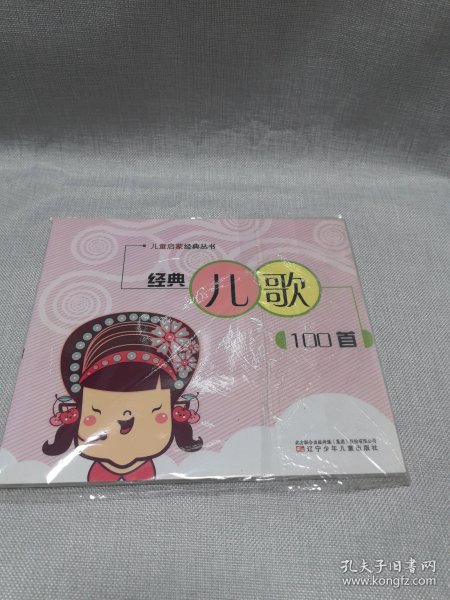 儿童启蒙经典丛书
经典儿歌
100首
北方联合出版传媒（集团）股份有限公司
辽宁少年儿童出版社
孔夫子旧书网
www.kongfz.com